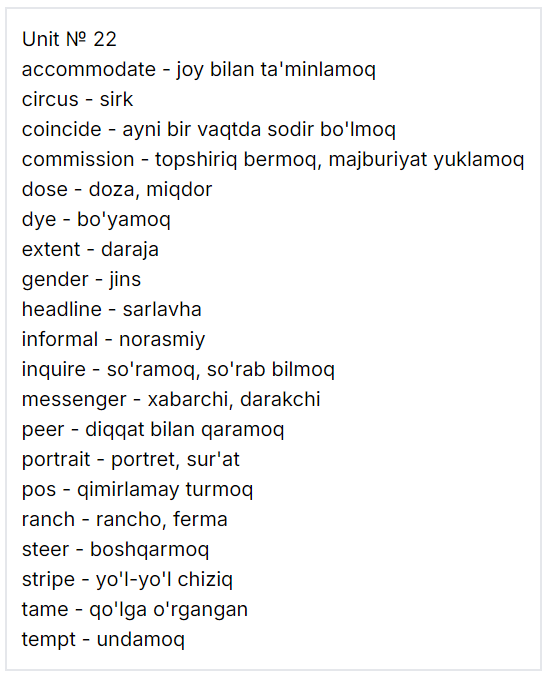 Unit № 22
accommodate - joy bilan ta'minlamoq
circus - sirk
coincide - ayni bir vaqtda sodir bo'lmoq
commission - topshiriq bermoq, majburiyat yuklamoq
dose - doza, miqdor
dye - bo'yamoq
extent - daraja
gender - jins
headline - sarlavha
informal - norasmiy
inquire - so'ramoq, so'rab bilmoq
messenger - xabarchi, darakchi
peer - diqqat bilan qaramoq
portrait - portret, sur'at
pos - qimirlamay turmoq
ranch - rancho, ferma
steer - boshqarmoq
stripe - yo'l-yo'l chiziq
tame - qo'lga o'rgangan
tempt - undamoq